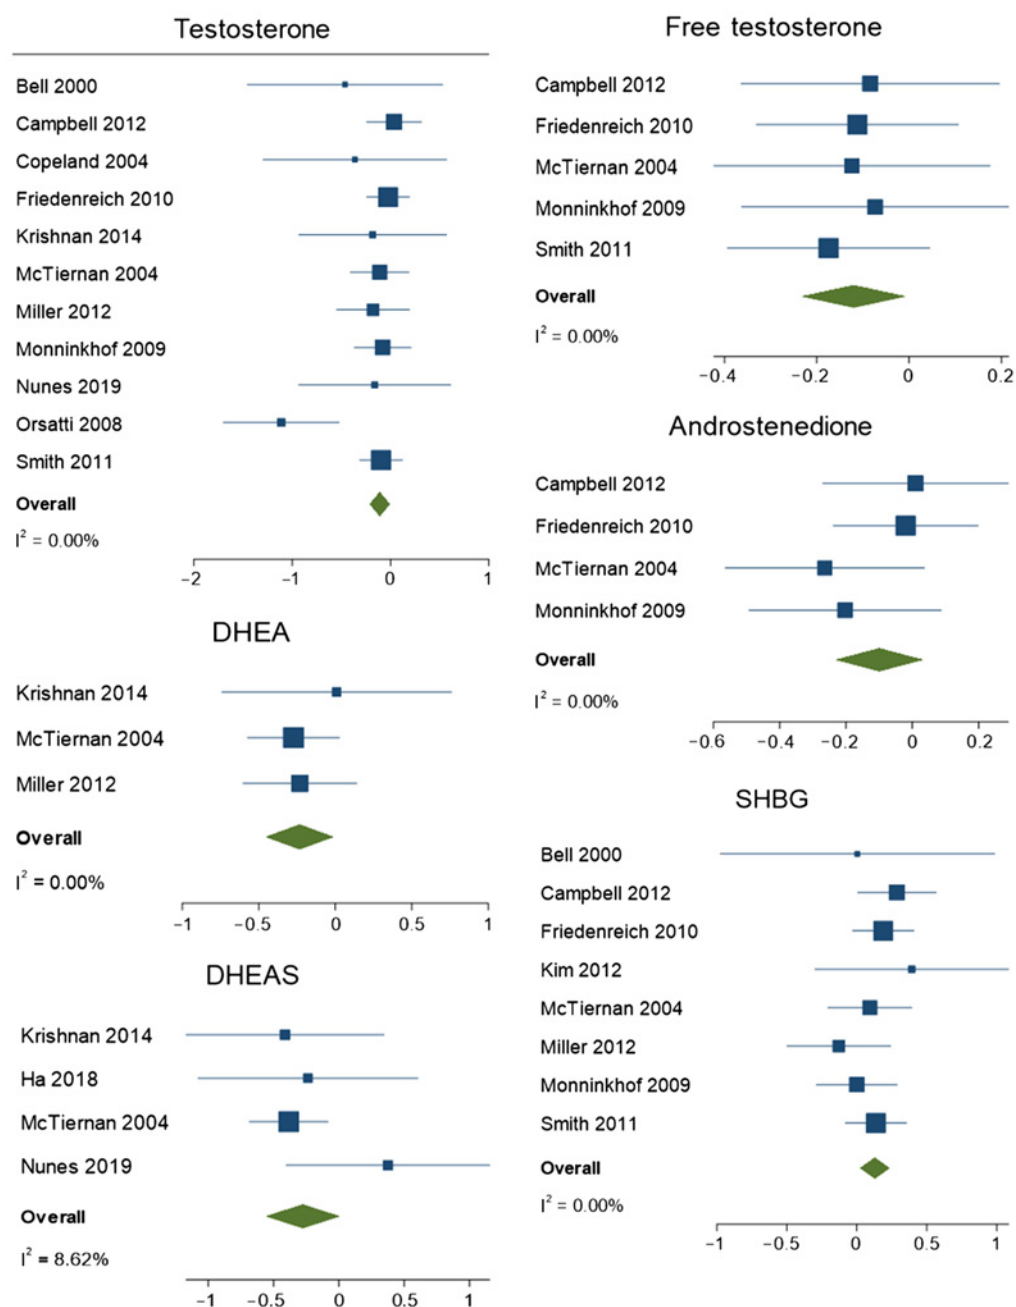 Testosterone
Bell 2000
Campbell 2012
Copeland 2004
Friedenreich 2010
Krishnan 2014
McTiernan 2004
Miller 2012
Monninkhof 2009
Nunes 2019
Orsatti 2008
Smith 2011
Overall
I² = 0.00%
−2 −1 0 1
DHEA
Krishnan 2014
McTiernan 2004
Miller 2012
Overall
I² = 0.00%
−1 −0.5 0 0.5 1
DHEAS
Krishnan 2014
Ha 2018
McTiernan 2004
Nunes 2019
Overall
I² = 8.62%
−1 −0.5 0 0.5 1
Free testosterone
Campbell 2012
Friedenreich 2010
McTiernan 2004
Monninkhof 2009
Smith 2011
Overall
I² = 0.00%
−0.4 −0.2 0 0.2
Androstenedione
Campbell 2012
Friedenreich 2010
McTiernan 2004
Monninkhof 2009
Overall
I² = 0.00%
−0.6 −0.4 −0.2 0 0.2
SHBG
Bell 2000
Campbell 2012
Friedenreich 2010
Kim 2012
McTiernan 2004
Miller 2012
Monninkhof 2009
Smith 2011
Overall
I² = 0.00%
−1 −0.5 0 0.5 1